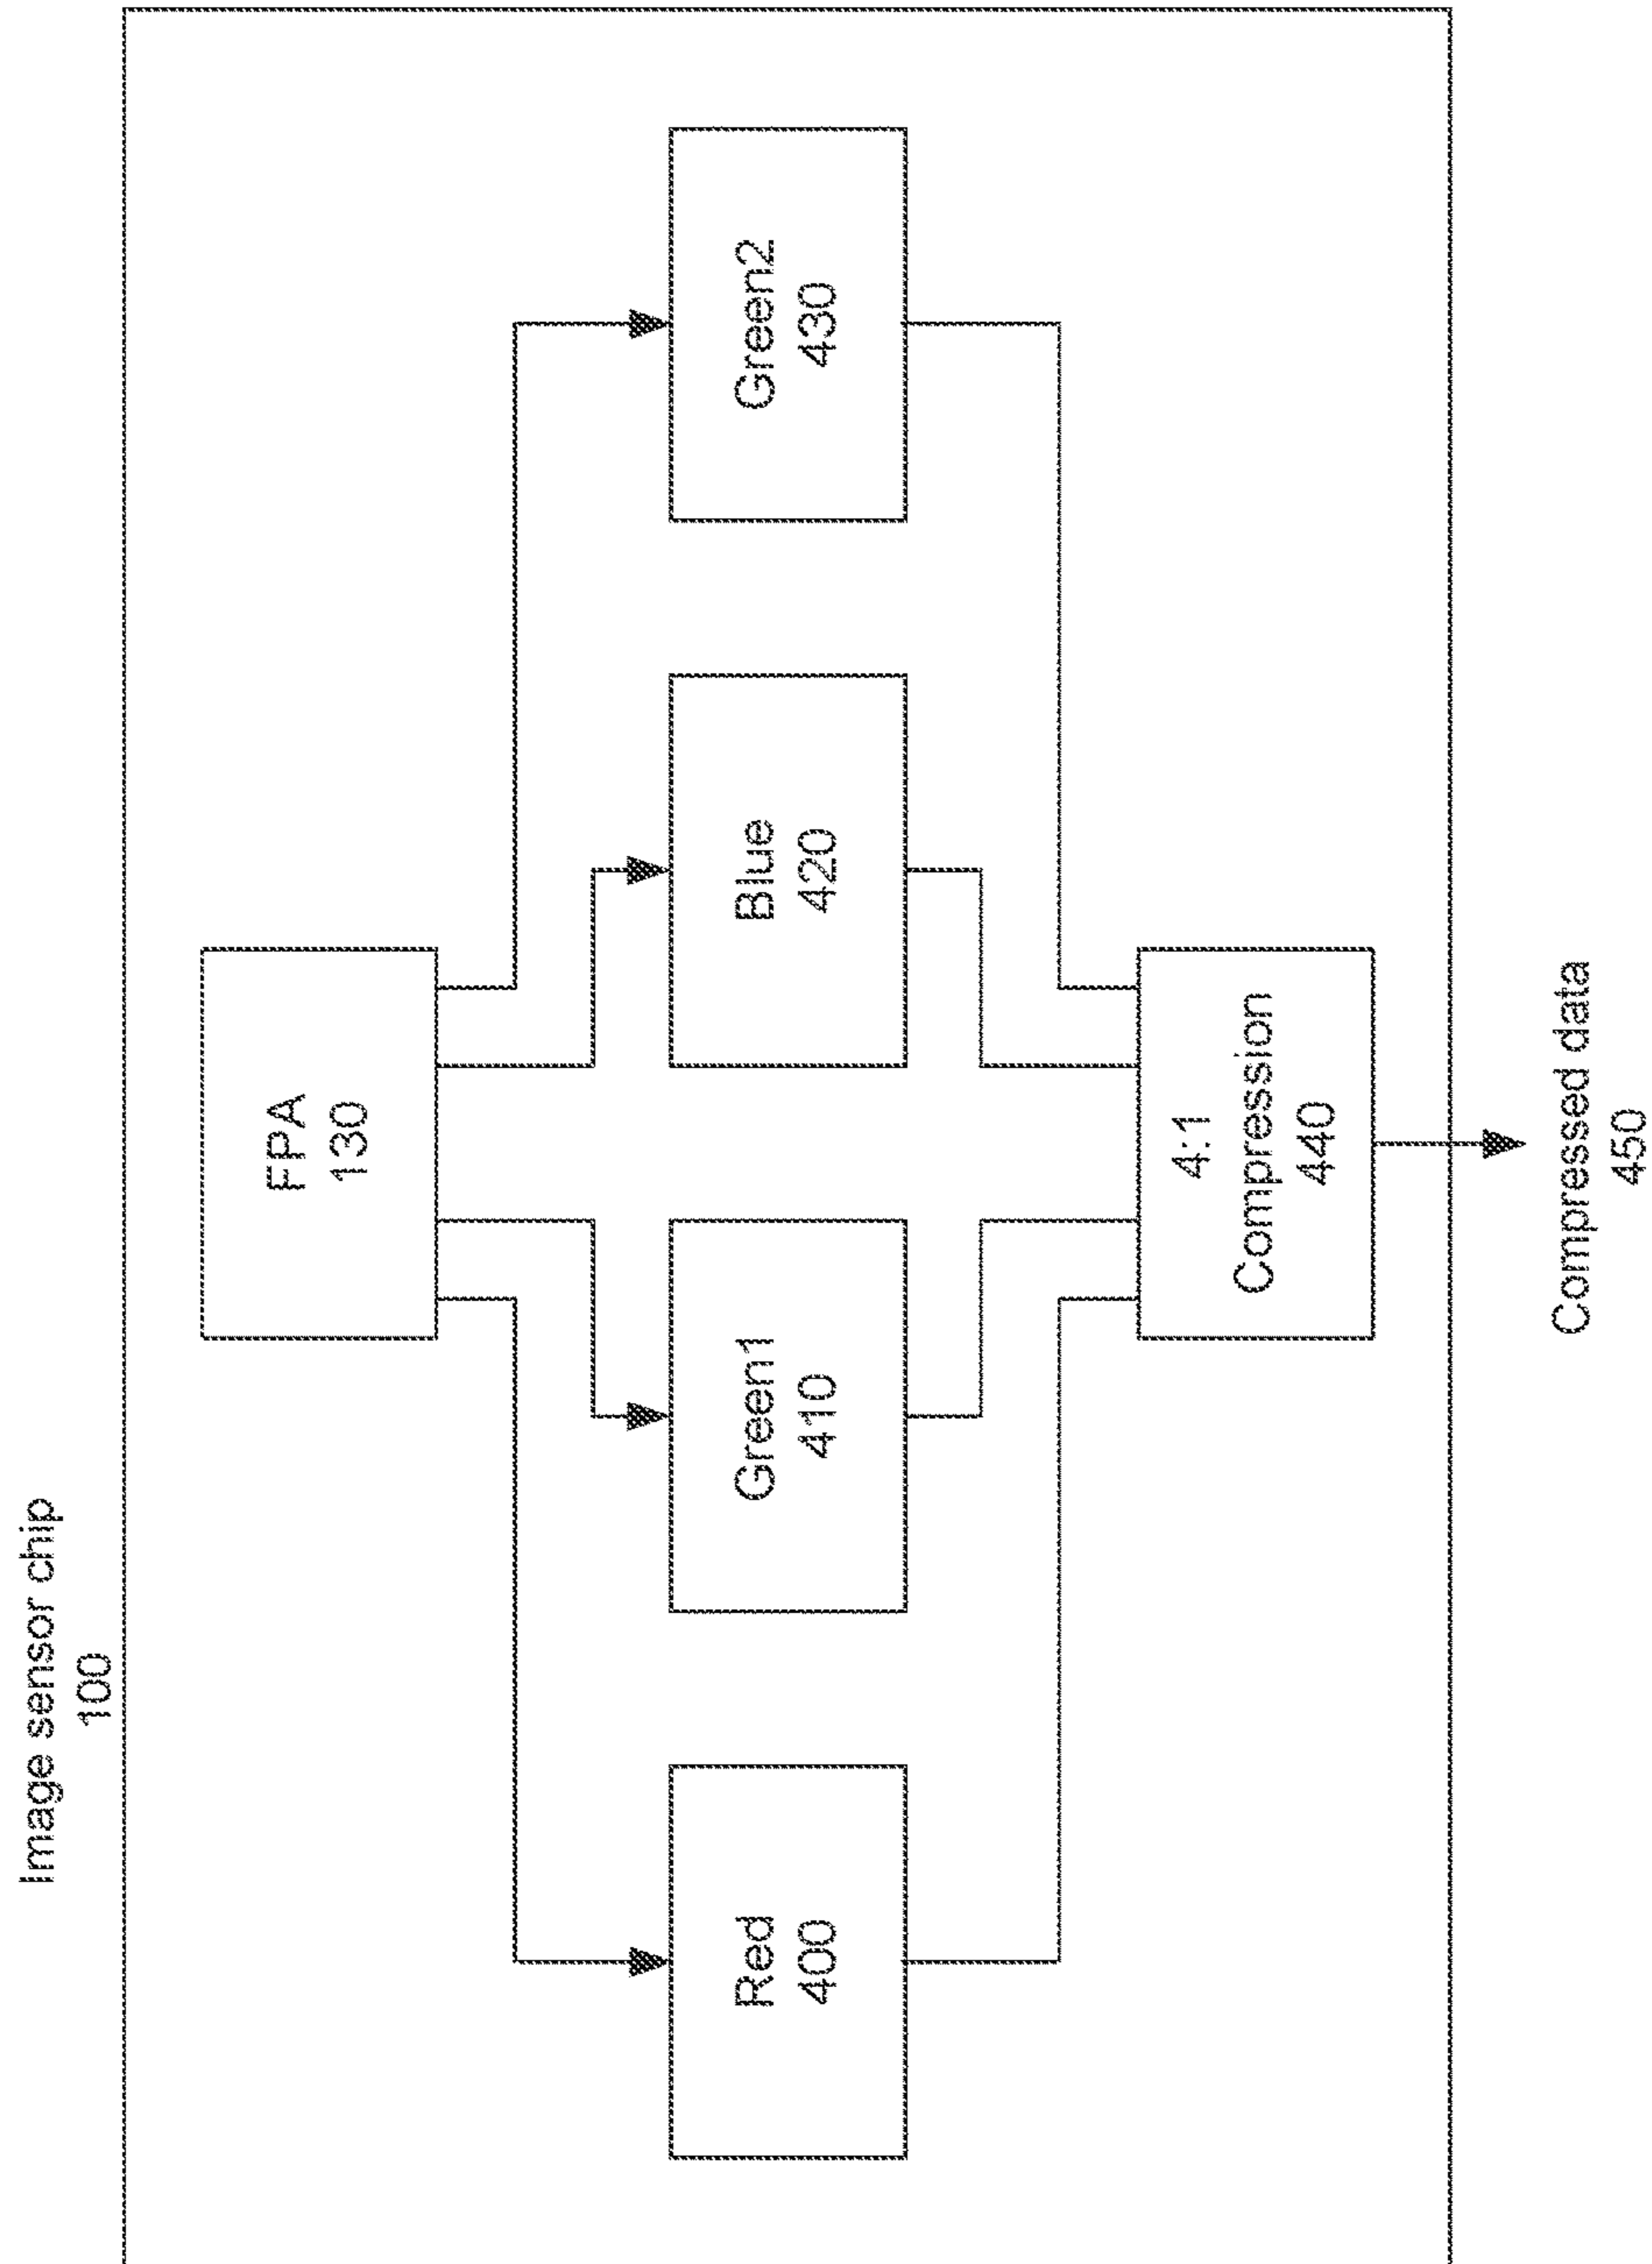 Image sensor chip
100
FPA
130
Red
400
Green1
410
Blue
420
Green2
430
4:1
Compression
440
Compressed data
450